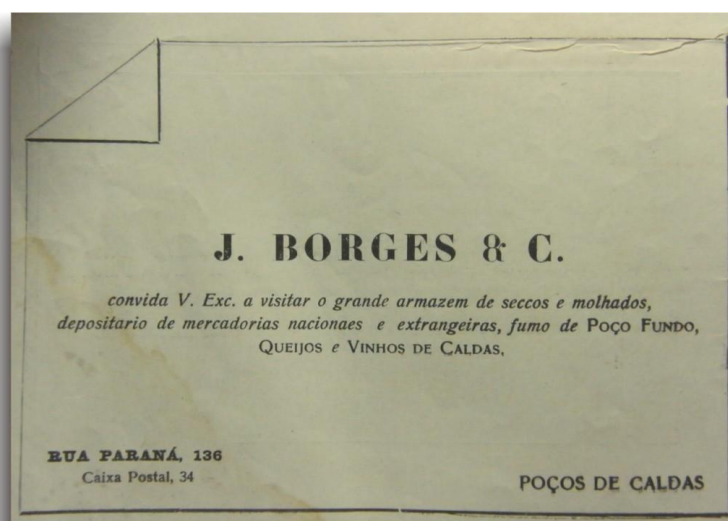 J. BORGES & C.
convida V. Exc. a visitar o grande armazem de seccos e molhados,
depositario de mercadorias nacionaes e extrangeiras, fumo de POÇO FUNDO,
QUEIJOS e VINHOS DE CALDAS,
RUA PARANÁ, 136
Caixa Postal, 34
POÇOS DE CALDAS